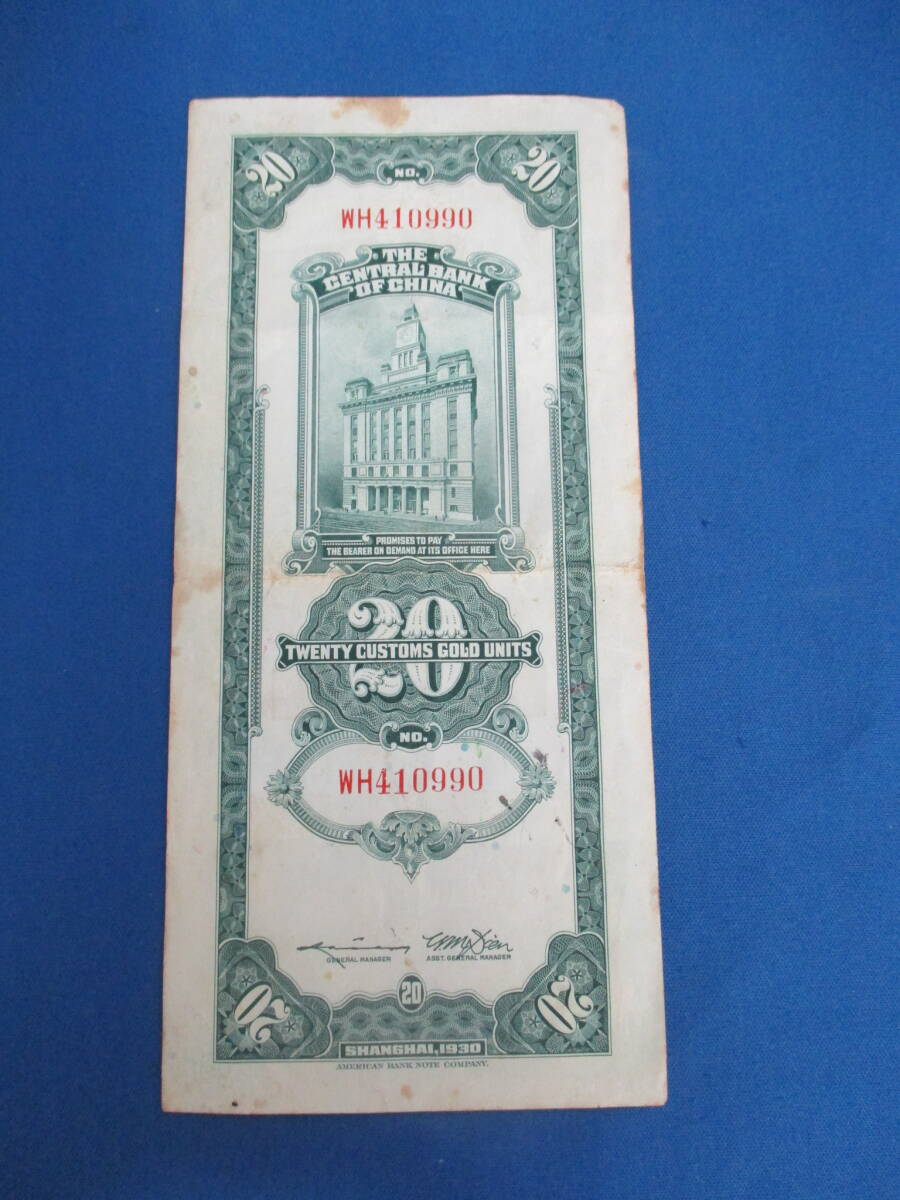 20 20
NO.
WH410990
THE
CENTRAL BANK
OF CHINA
PROMISES TO PAY
THE BEARER ON DEMAND AT ITS OFFICE HERE
20
TWENTY CUSTOMS GOLD UNITS
NO.
WH410990
GENERAL MANAGER ASST. GENERAL MANAGER
20 20 20
SHANGHAI, 1930
AMERICAN BANK NOTE COMPANY.